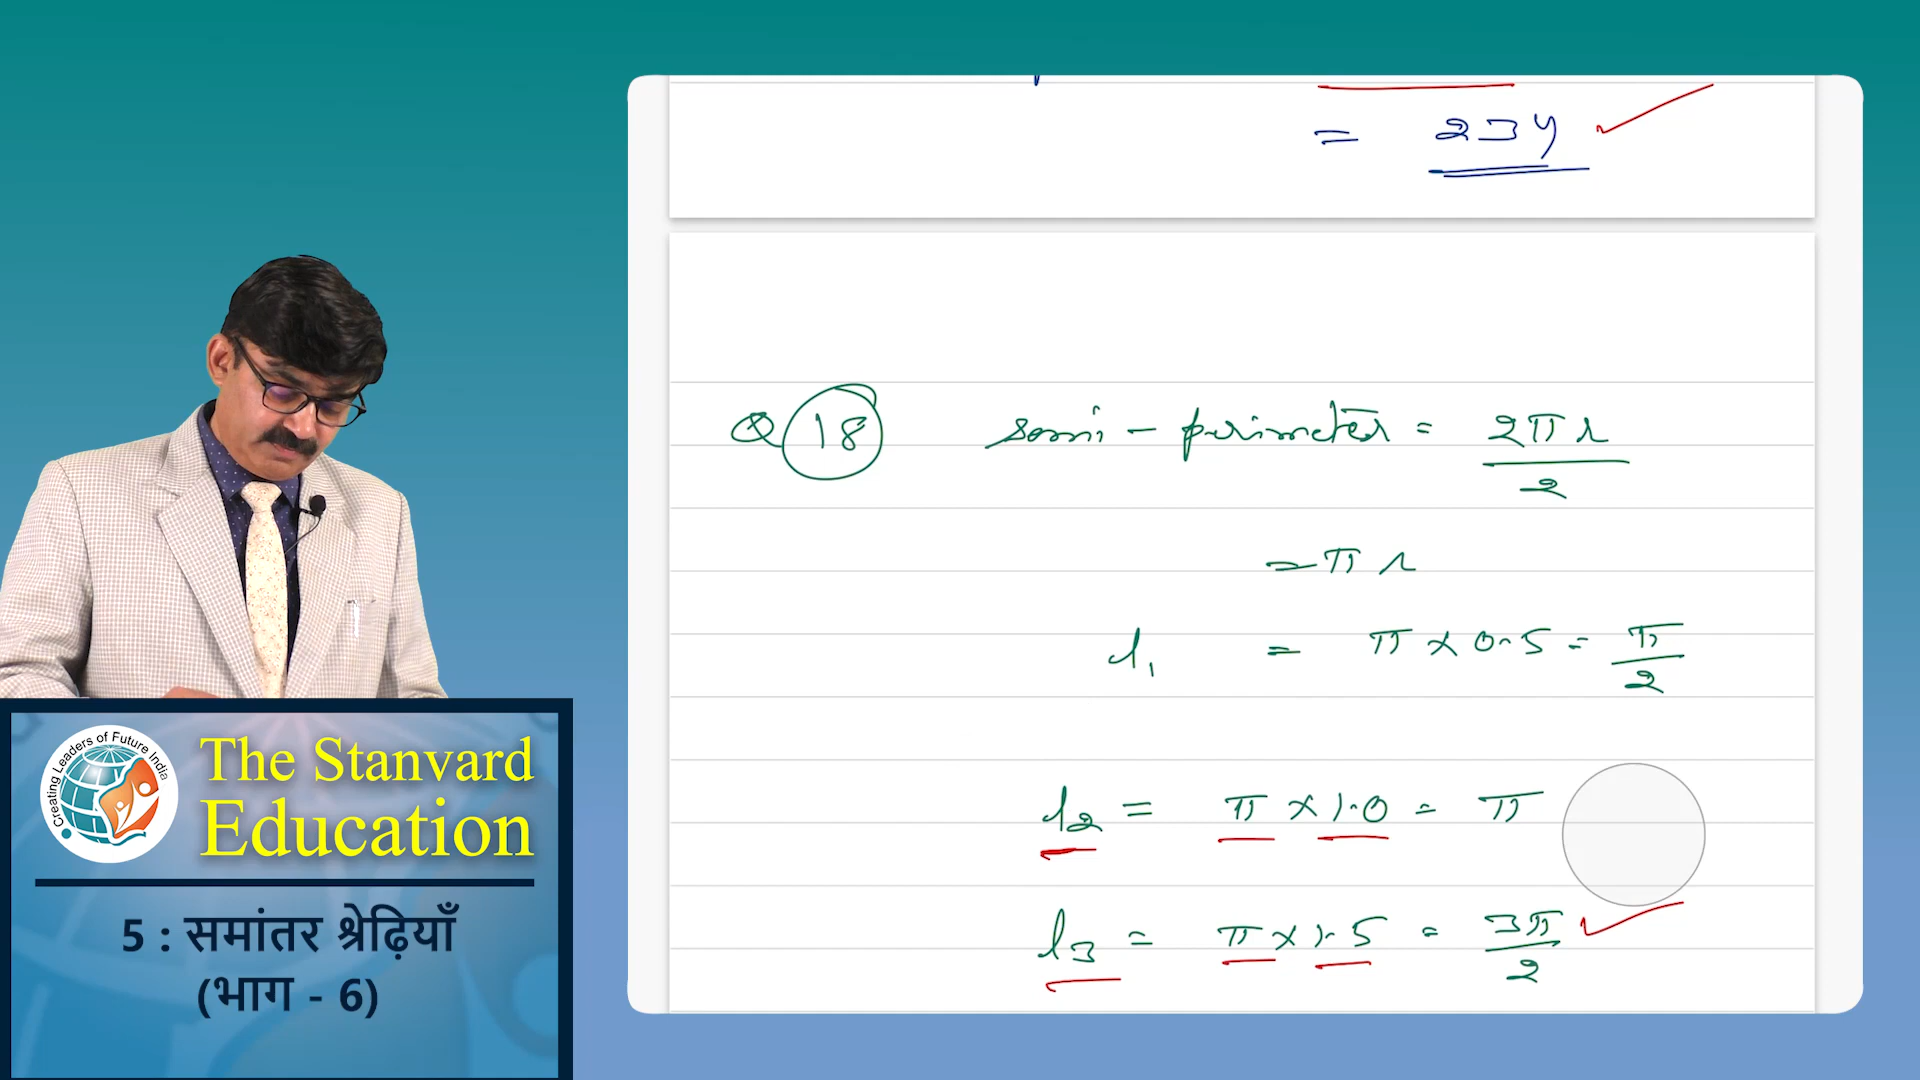 = 234
Q 18 semi - perimeter = 2πr / 2
= πr
l1 = π × 0.5 = π / 2
l2 = π × 1.0 = π
l3 = π × 1.5 = 3π / 2
Creating Leaders of Future India
The Stanvard
Education
5 : समांतर श्रेढ़ियाँ
(भाग - 6)